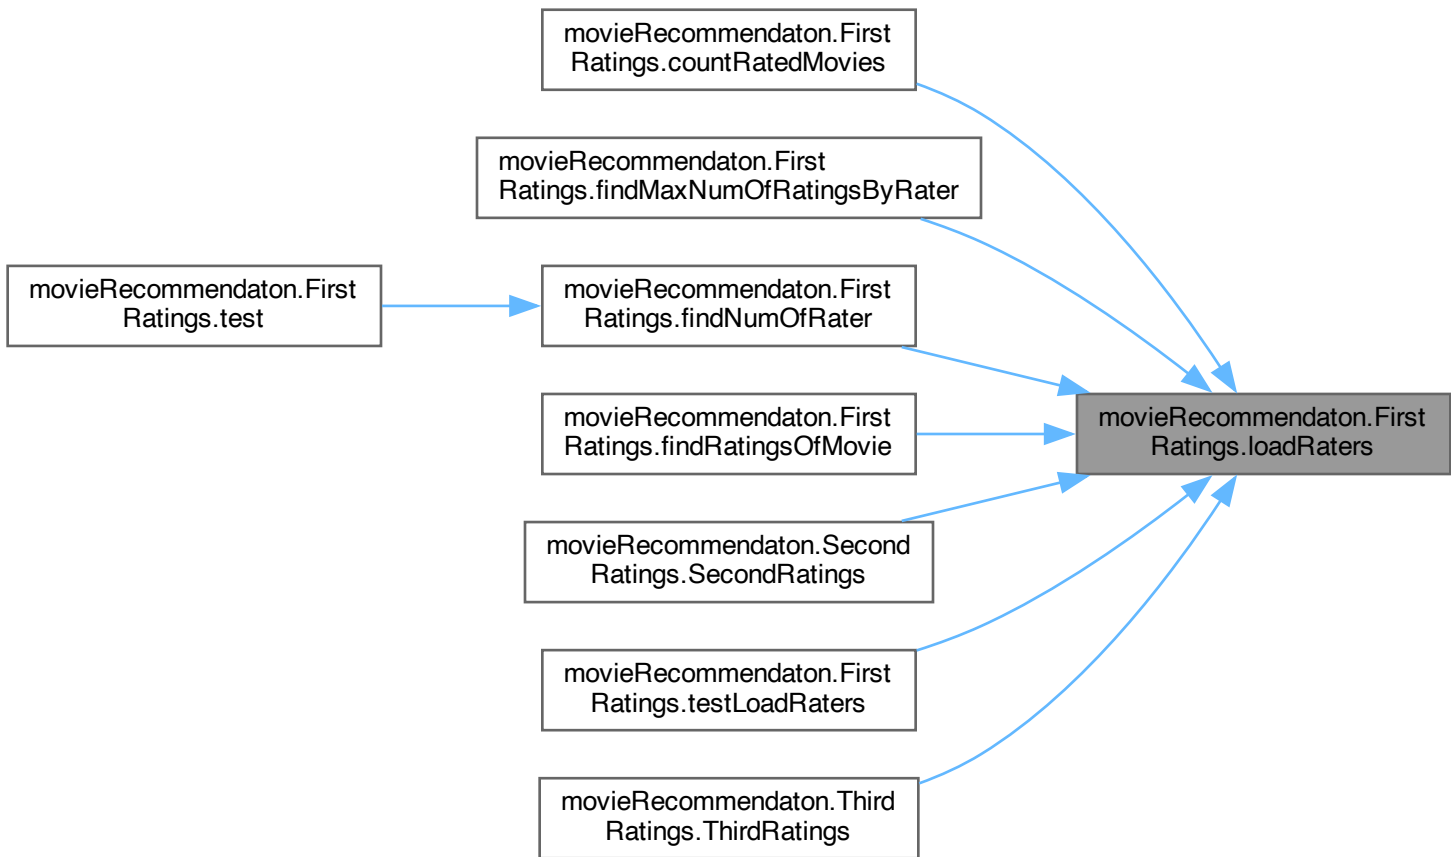 movieRecommendaton.First
Ratings.countRatedMovies
movieRecommendaton.First
Ratings.findMaxNumOfRatingsByRater
movieRecommendaton.First
Ratings.test
movieRecommendaton.First
Ratings.findNumOfRater
movieRecommendaton.First
Ratings.findRatingsOfMovie
movieRecommendaton.First
Ratings.loadRaters
movieRecommendaton.Second
Ratings.SecondRatings
movieRecommendaton.First
Ratings.testLoadRaters
movieRecommendaton.Third
Ratings.ThirdRatings